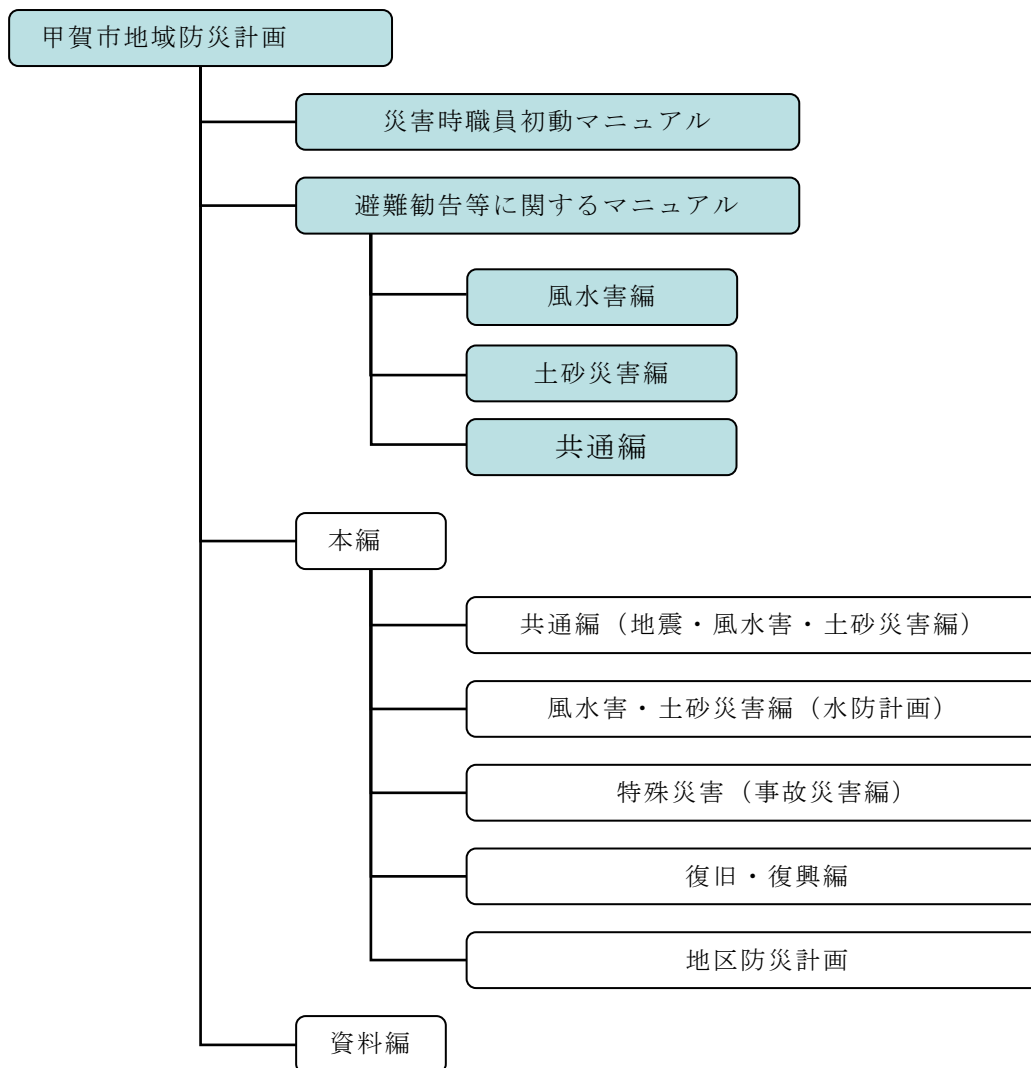 甲賀市地域防災計画
災害時職員初動マニュアル
避難勧告等に関するマニュアル
風水害編
土砂災害編
共通編
本編
共通編（地震・風水害・土砂災害編）
風水害・土砂災害編（水防計画）
特殊災害（事故災害編）
復旧・復興編
地区防災計画
資料編